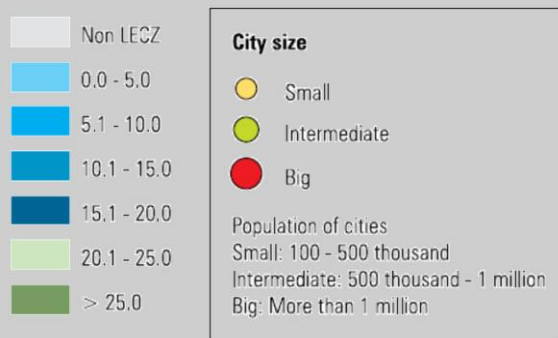 Non LECZ
0.0 - 5.0
5.1 - 10.0
10.1 - 15.0
15.1 - 20.0
20.1 - 25.0
> 25.0
City size
Small
Intermediate
Big
Population of cities
Small: 100 - 500 thousand
Intermediate: 500 thousand - 1 million
Big: More than 1 million